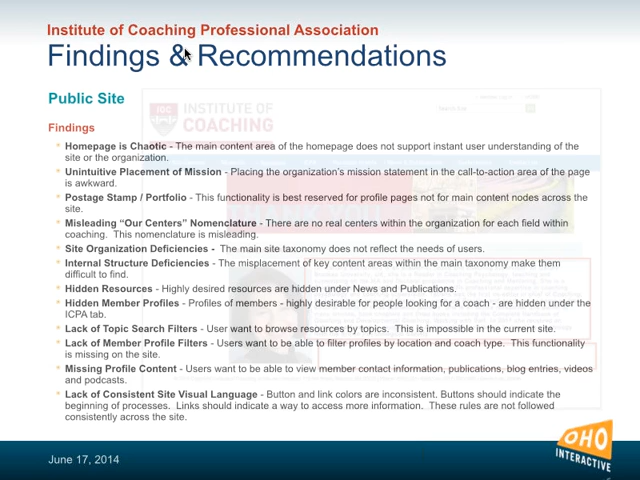 Institute of Coaching Professional Association
Findings & Recommendations
Public Site
INSTITUTE OF
COACHING
Findings
Homepage is Chaotic - The main content area of the homepage does not support instant user understanding of the
site or the organization.
Unintuitive Placement of Mission - Placing the organization's mission statement in the call-to-action area of the page
is awkward.
Postage Stamp / Portfolio - This functionality is best reserved for profile pages not for main content nodes across the
site.
Misleading “Our Centers” Nomenclature - There are no real centers within the organization for each field within
coaching. This nomenclature is misleading.
Site Organization Deficiencies - The main site taxonomy does not reflect the needs of users.
Internal Structure Deficiencies - The misplacement of key content areas within the main taxonomy make them
difficult to find.
Hidden Resources - Highly desired resources are hidden under News and Publications.
Hidden Member Profiles - Profiles of members - highly desirable for people looking for a coach - are hidden under the
ICPA tab.
Lack of Topic Search Filters - User want to browse resources by topics. This is impossible in the current site.
Lack of Member Profile Filters - Users want to be able to filter profiles by location and coach type. This functionality
is missing on the site.
Missing Profile Content - Users want to be able to view member contact information, publications, blog entries, videos
and podcasts.
Lack of Consistent Site Visual Language - Button and link colors are inconsistent. Buttons should indicate the
beginning of processes. Links should indicate a way to access more information. These rules are not followed
consistently across the site.
June 17, 2014
OHO
INTERACTIVE